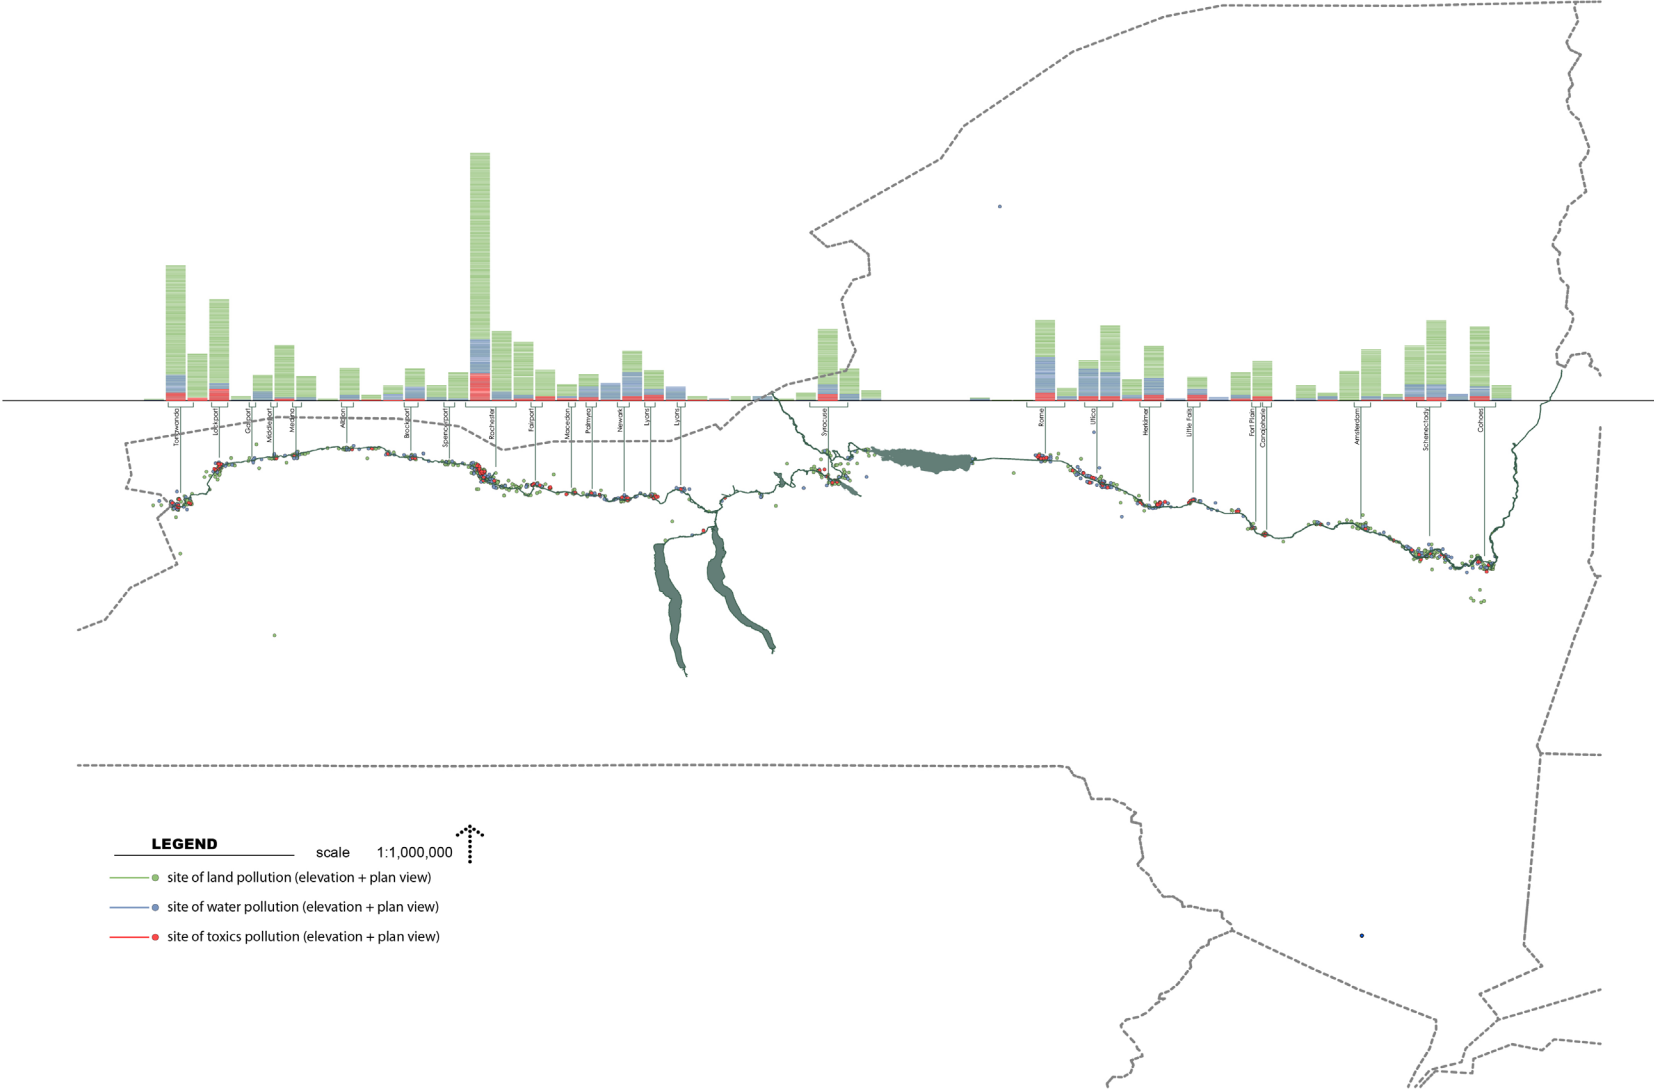 Tonawanda
Lockport
Gasport
Middleport
Medina
Albion
Brockport
Spencerport
Rochester
Fairport
Macedon
Palmyra
Newark
Lyons
Lyons
Syracuse
Rome
Utica
Herkimer
Little Falls
Fort Plain
Canajoharie
Amsterdam
Schenectady
Cohoes
LEGEND
scale 1:1,000,000
site of land pollution (elevation + plan view)
site of water pollution (elevation + plan view)
site of toxics pollution (elevation + plan view)